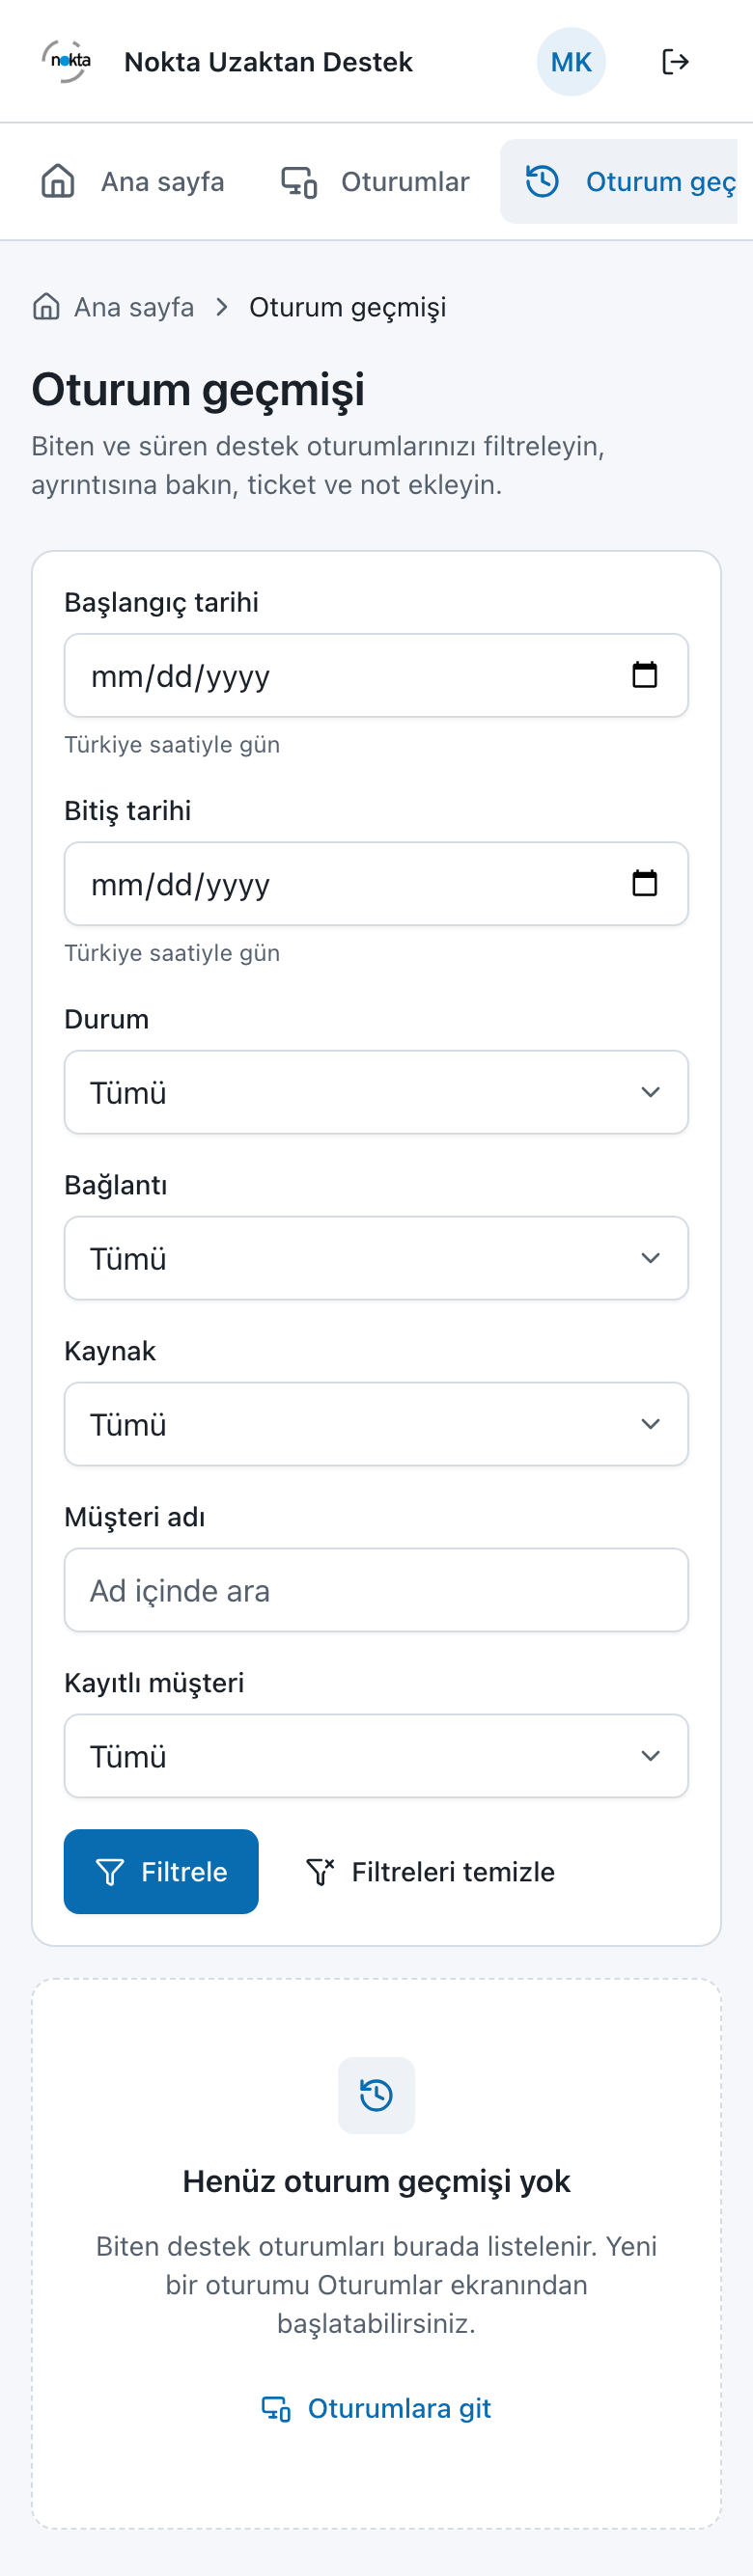 nokta
Nokta Uzaktan Destek
MK
Ana sayfa
Oturumlar
Oturum geç
Ana sayfa
Oturum geçmişi
Oturum geçmişi
Biten ve süren destek oturumlarınızı filtreleyin,
ayrıntısına bakın, ticket ve not ekleyin.
Başlangıç tarihi
mm/dd/yyyy
Türkiye saatiyle gün
Bitiş tarihi
mm/dd/yyyy
Türkiye saatiyle gün
Durum
Tümü
Bağlantı
Tümü
Kaynak
Tümü
Müşteri adı
Ad içinde ara
Kayıtlı müşteri
Tümü
Filtrele
Filtreleri temizle
Henüz oturum geçmişi yok
Biten destek oturumları burada listelenir. Yeni
bir oturumu Oturumlar ekranından
başlatabilirsiniz.
Oturumlara git